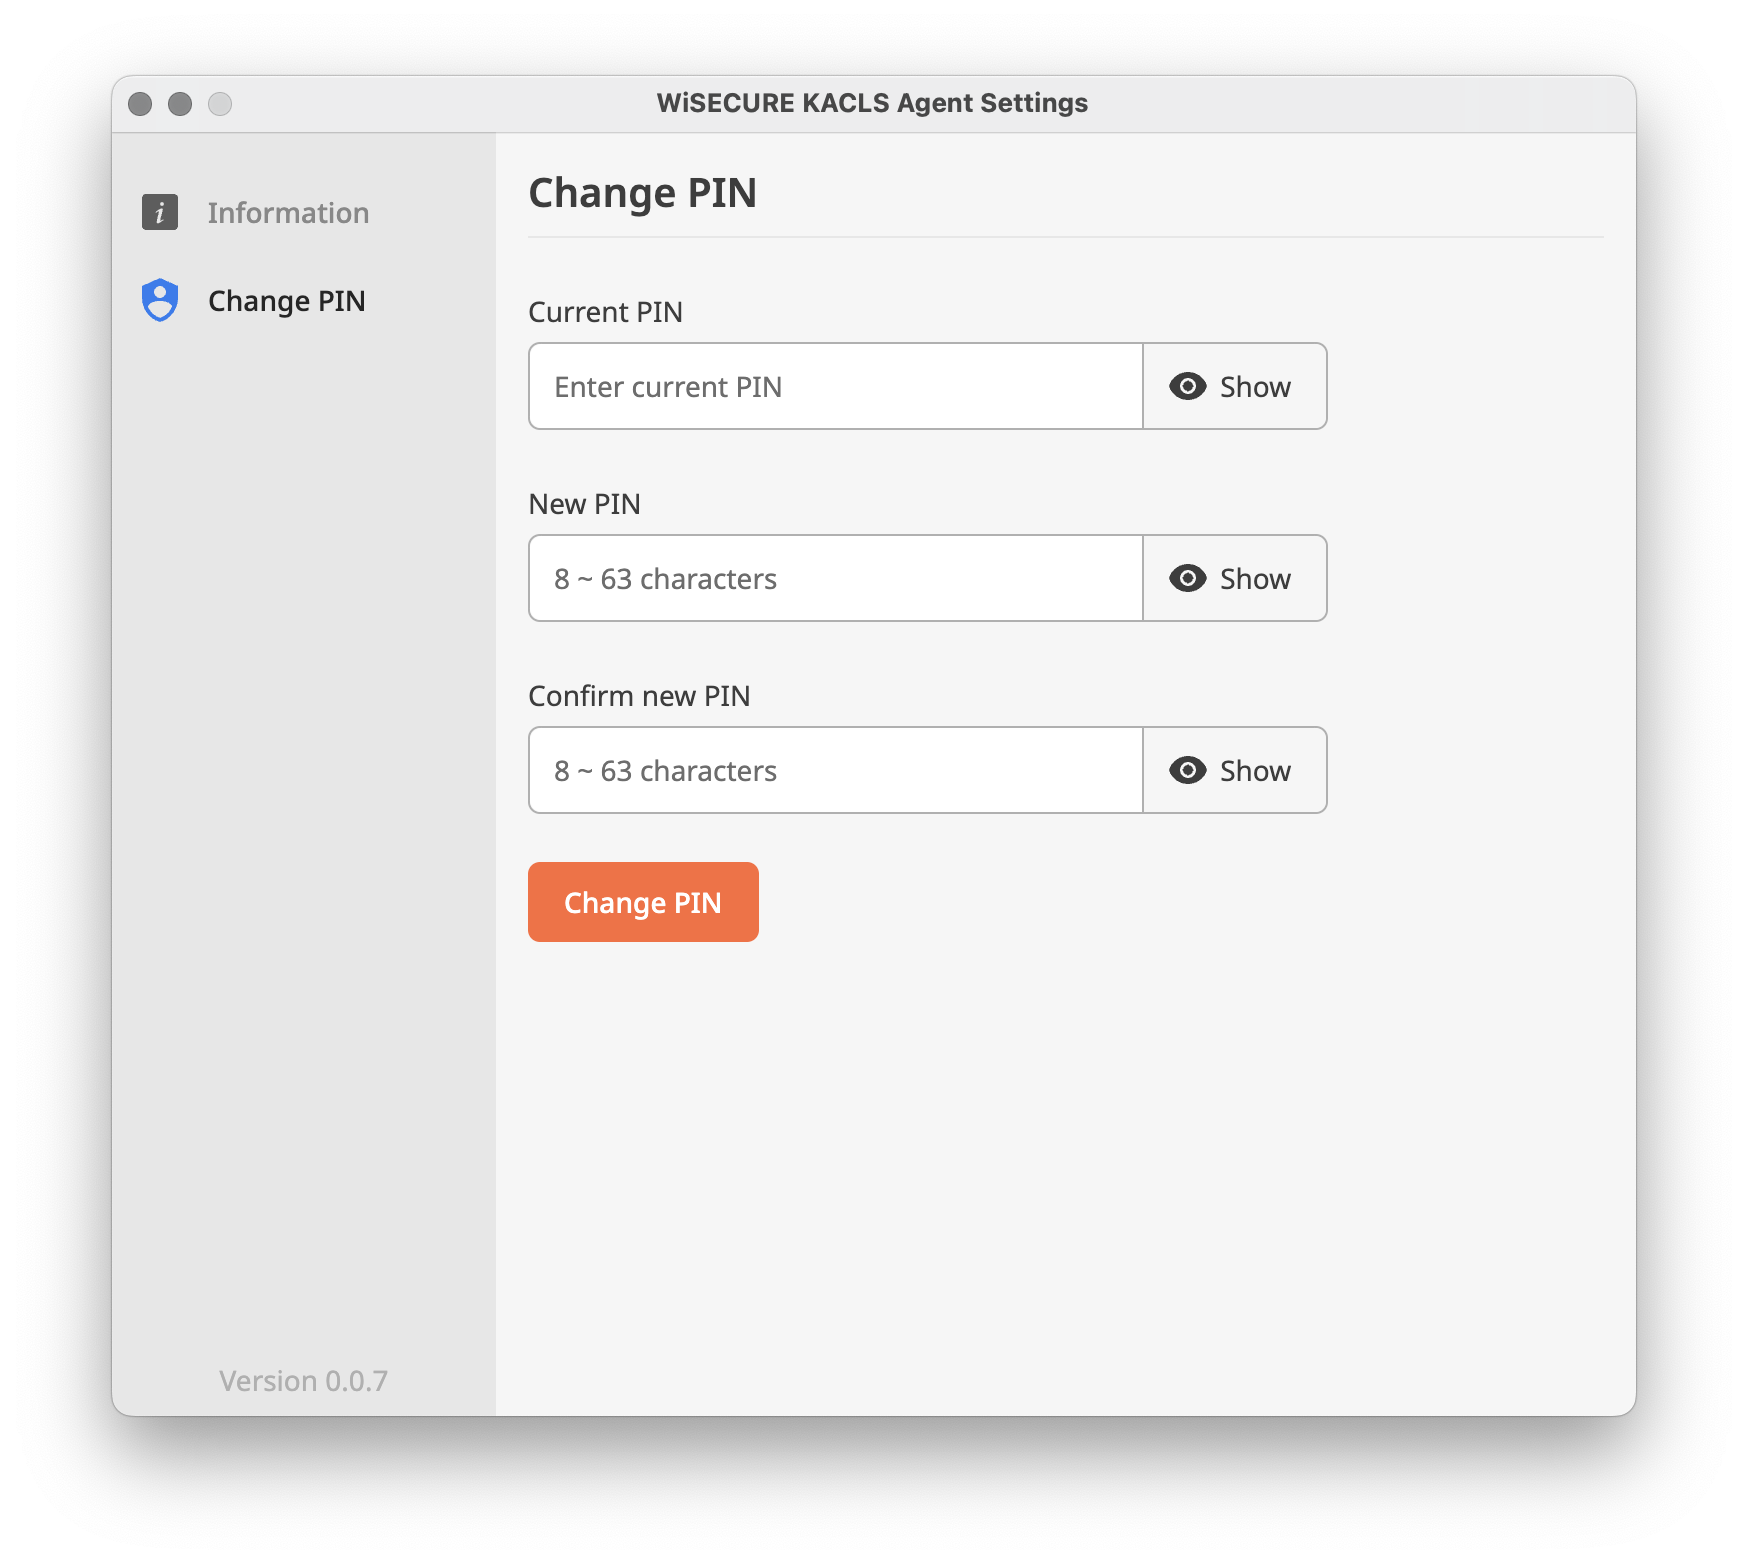 WiSECURE KACLS Agent Settings
i Information
Change PIN
Version 0.0.7
Change PIN
Current PIN
Enter current PIN Show
New PIN
8 ~ 63 characters Show
Confirm new PIN
8 ~ 63 characters Show
Change PIN